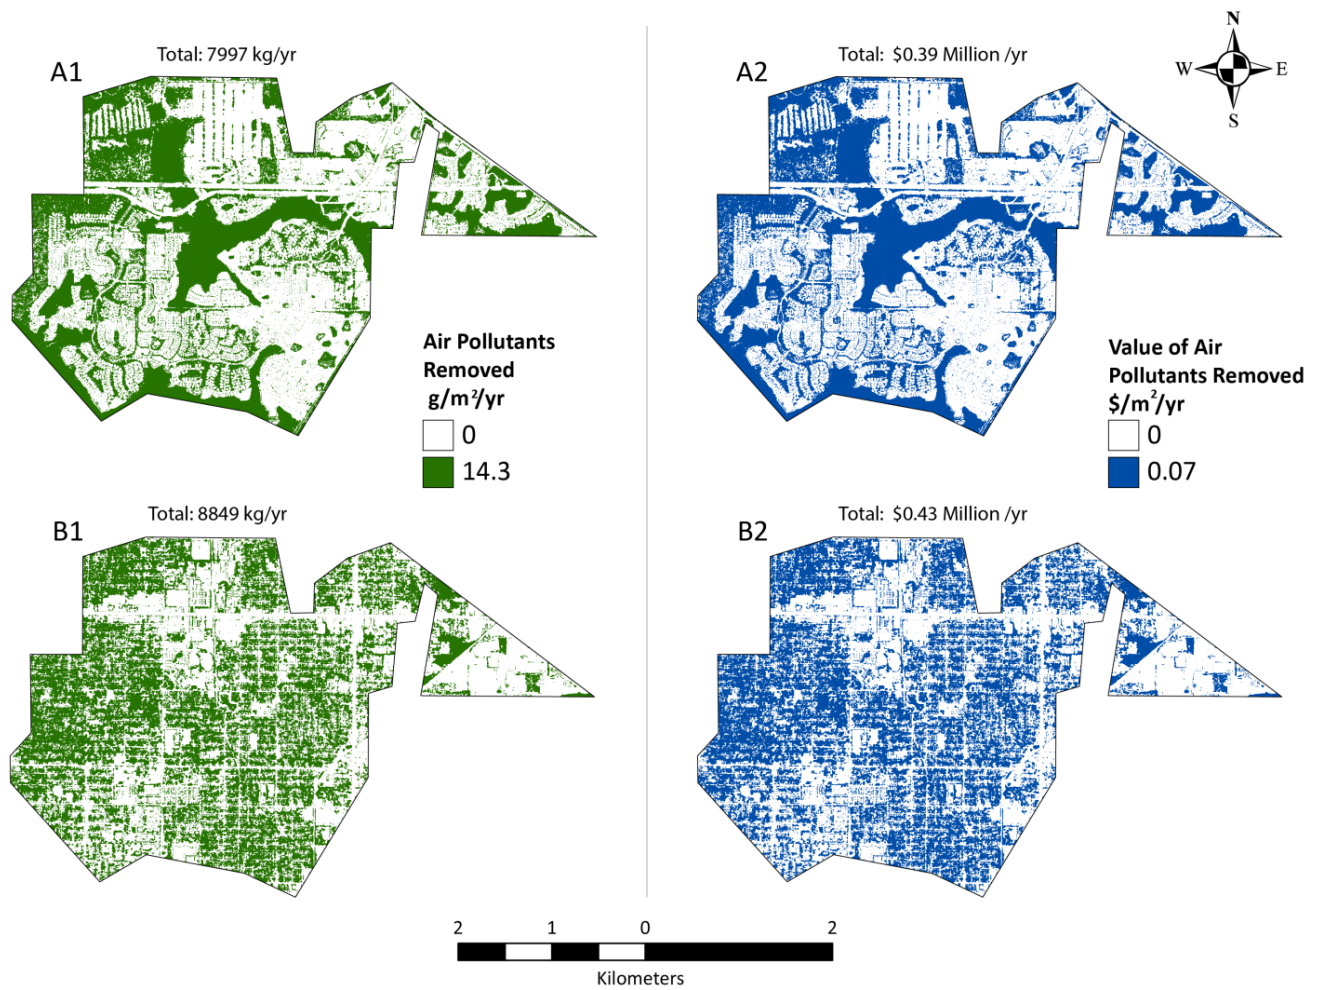 N
W E
S
Total: 7997 kg/yr
A1
Total: $0.39 Million /yr
A2
Air Pollutants
Removed
g/m²/yr
0
14.3
Value of Air
Pollutants Removed
$/m²/yr
0
0.07
Total: 8849 kg/yr
B1
Total: $0.43 Million /yr
B2
2 1 0 2
Kilometers